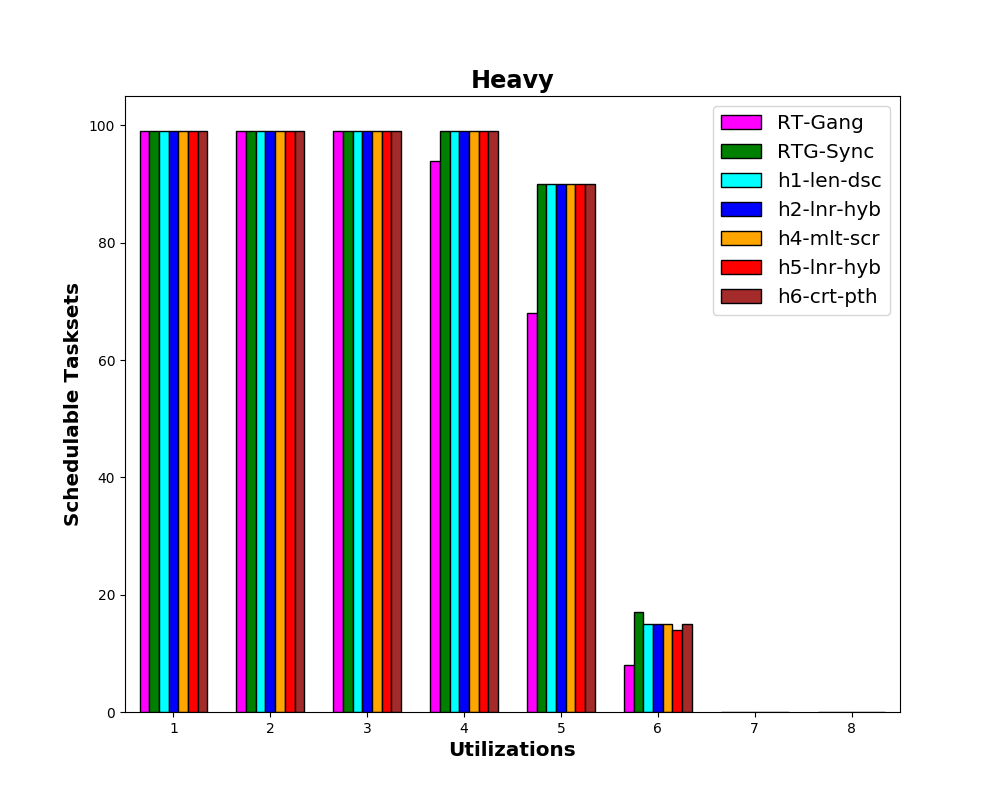 Heavy
RT-Gang
RTG-Sync
h1-len-dsc
h2-lnr-hyb
h4-mlt-scr
h5-lnr-hyb
h6-crt-pth
100
80
60
40
20
0
Schedulable Tasksets
1 2 3 4 5 6 7 8
Utilizations